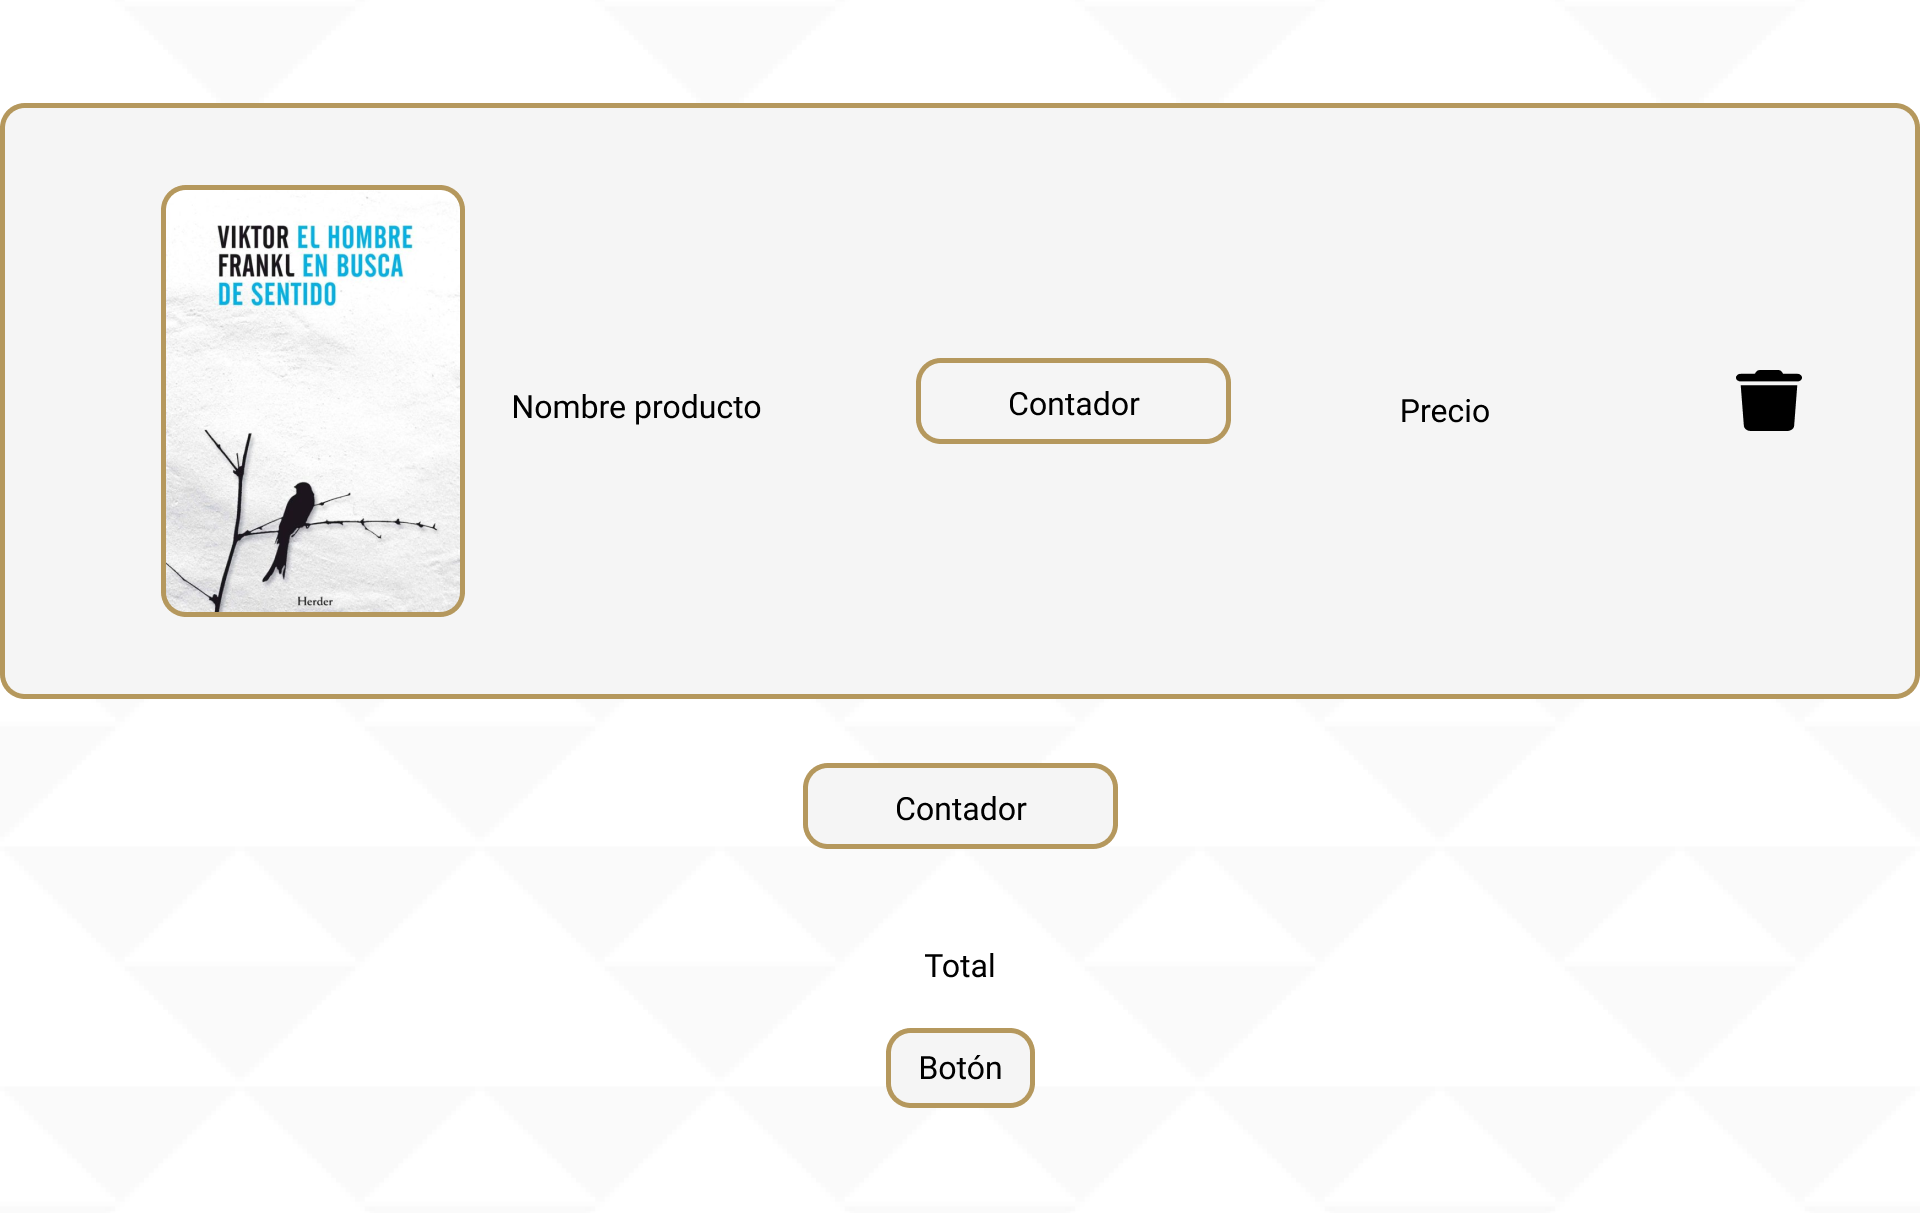 VIKTOR EL HOMBRE
FRANKL EN BUSCA
DE SENTIDO
Herder
Nombre producto
Contador
Precio
Contador
Total
Botón